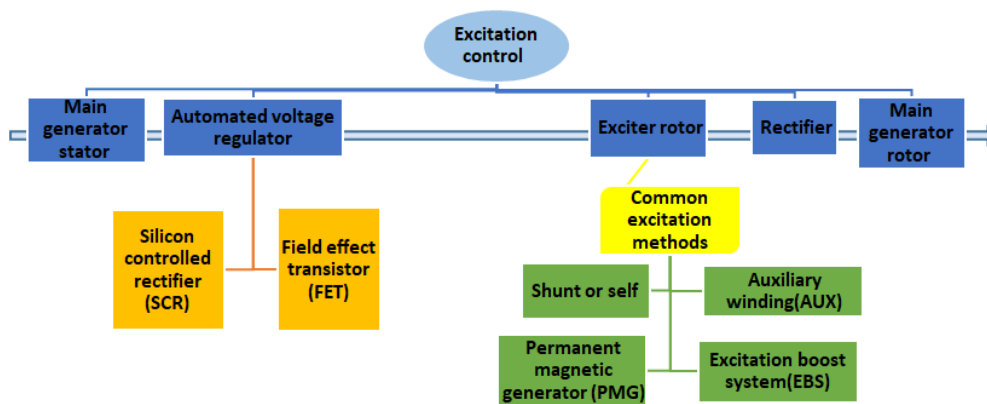 Excitation
control
Main
generator
stator
Automated voltage
regulator
Exciter rotor
Rectifier
Main
generator
rotor
Silicon
controlled
rectifier
(SCR)
Field effect
transistor
(FET)
Common
excitation
methods
Shunt or self
Auxiliary
winding(AUX)
Permanent
magnetic
generator (PMG)
Excitation boost
system(EBS)